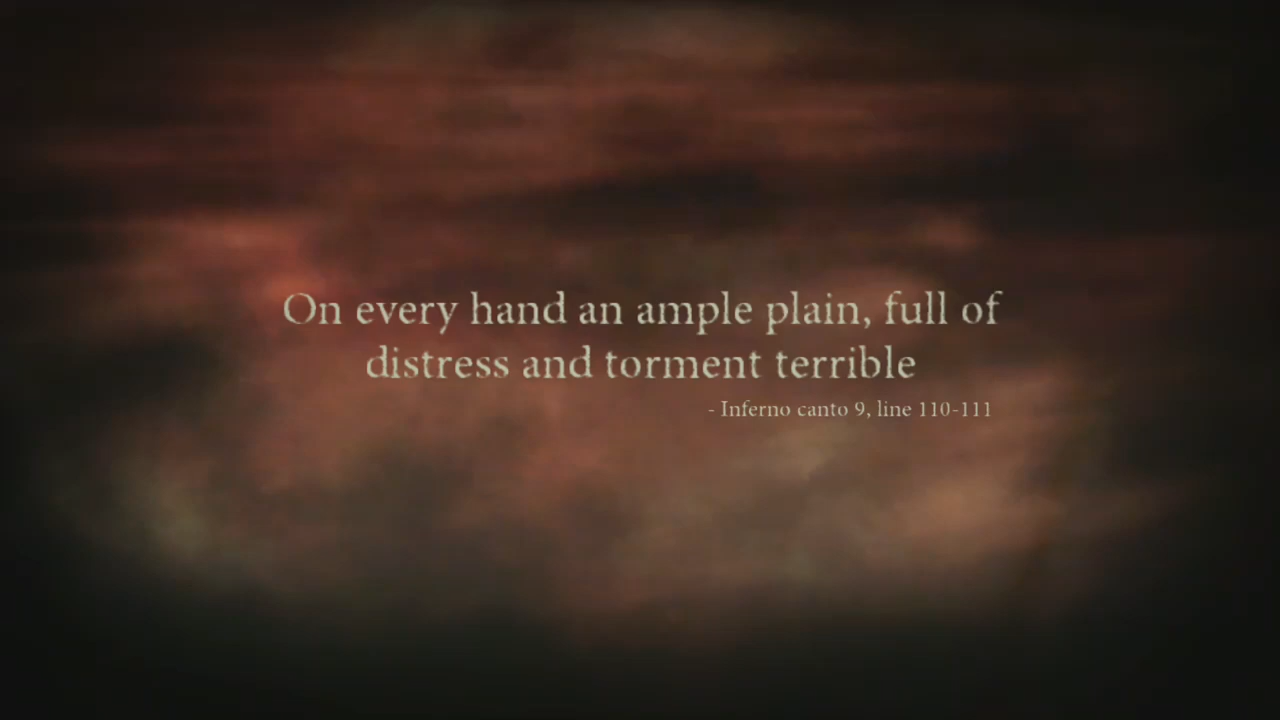 On every hand an ample plain, full of
distress and torment terrible
- Inferno canto 9, line 110-111